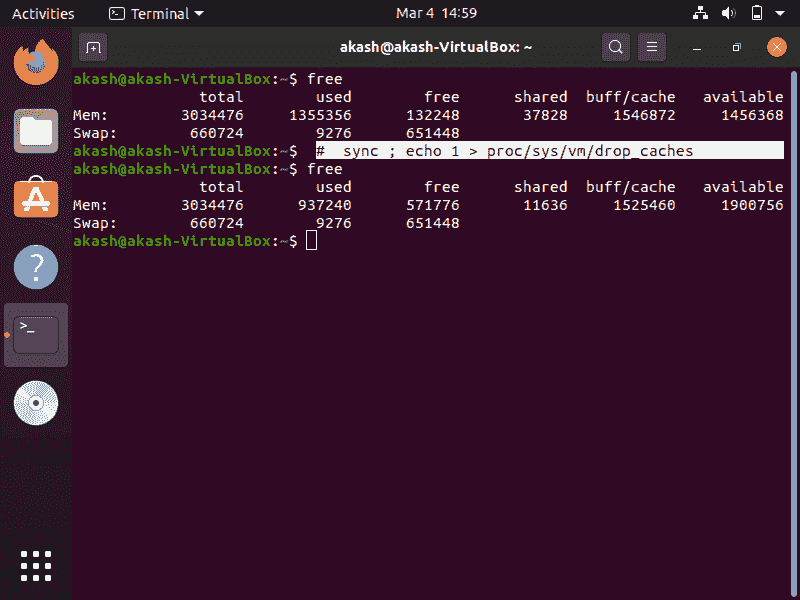 Activities Terminal Mar 4 14:59
akash@akash-VirtualBox: ~
akash@akash-VirtualBox:~$ free
total used free shared buff/cache available
Mem: 3034476 1355356 132248 37828 1546872 1456368
Swap: 660724 9276 651448
akash@akash-VirtualBox:~$ # sync ; echo 1 > proc/sys/vm/drop_caches
akash@akash-VirtualBox:~$ free
total used free shared buff/cache available
Mem: 3034476 937240 571776 11636 1525460 1900756
Swap: 660724 9276 651448
akash@akash-VirtualBox:~$